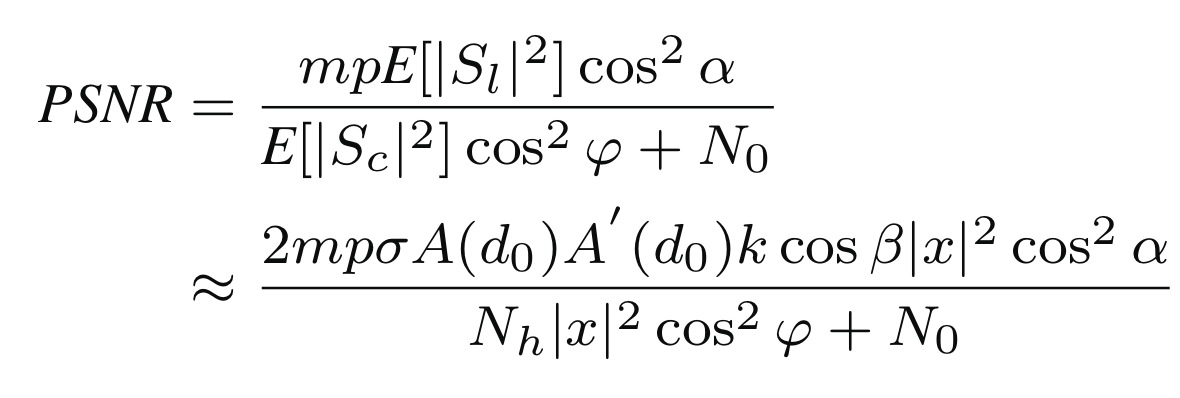 $PSNR = \frac{mpE[|S_l|^2]\cos^2\alpha}{E[|S_c|^2]\cos^2\varphi + N_0}$
$\approx \frac{2mp\sigma A(d_0)A^{'}(d_0)k\cos\beta|x|^2\cos^2\alpha}{N_h|x|^2\cos^2\varphi + N_0}$